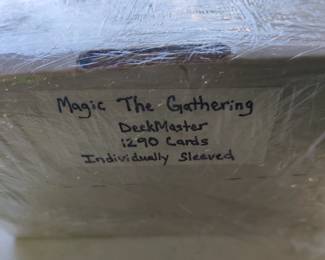 Magic The Gathering
DeckMaster
1290 Cards
Individually Sleeved